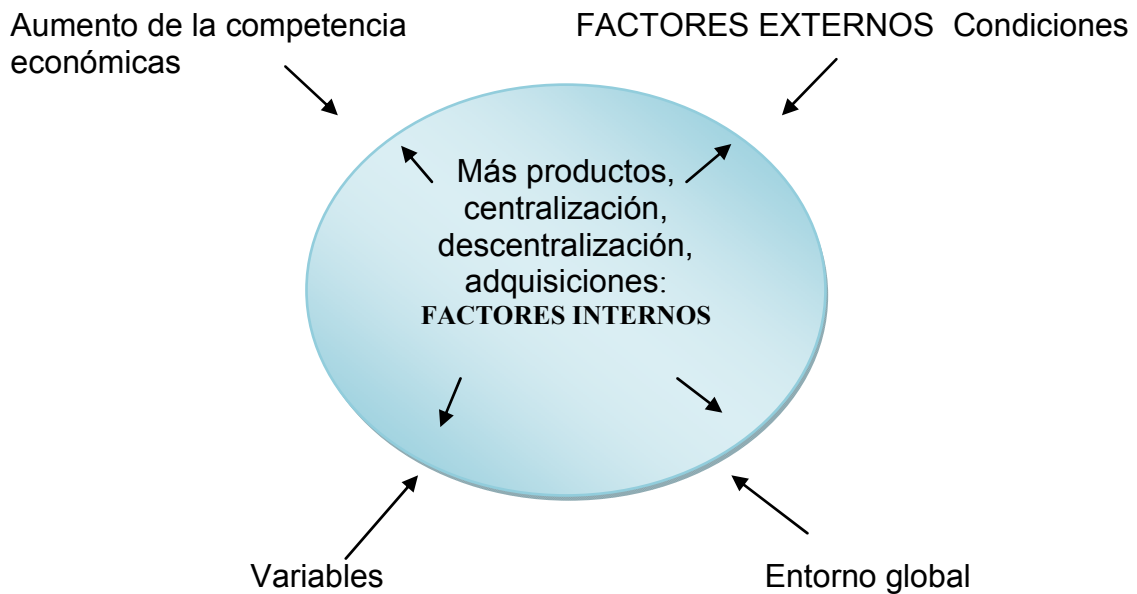 Aumento de la competencia FACTORES EXTERNOS Condiciones
económicas
Más productos,
centralización,
descentralización,
adquisiciones:
FACTORES INTERNOS
Variables Entorno global